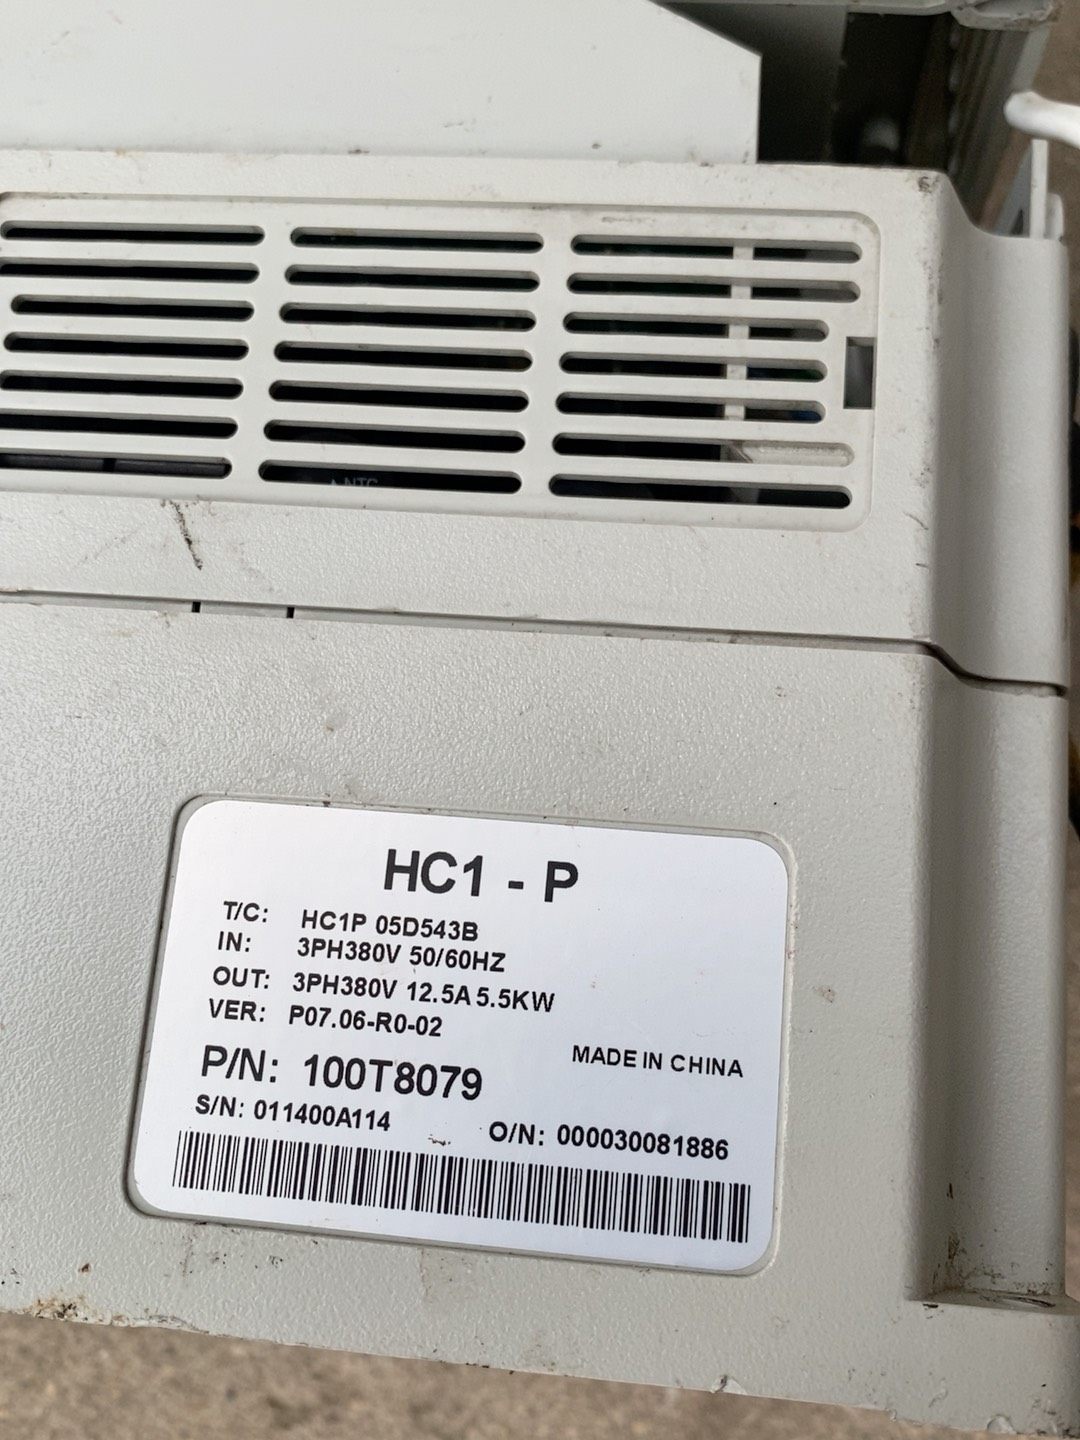 NTC
HC1 - P
T/C: HC1P 05D543B
IN: 3PH380V 50/60HZ
OUT: 3PH380V 12.5A 5.5KW
VER: P07.06-R0-02
MADE IN CHINA
P/N: 100T8079
S/N: 011400A114
O/N: 000030081886